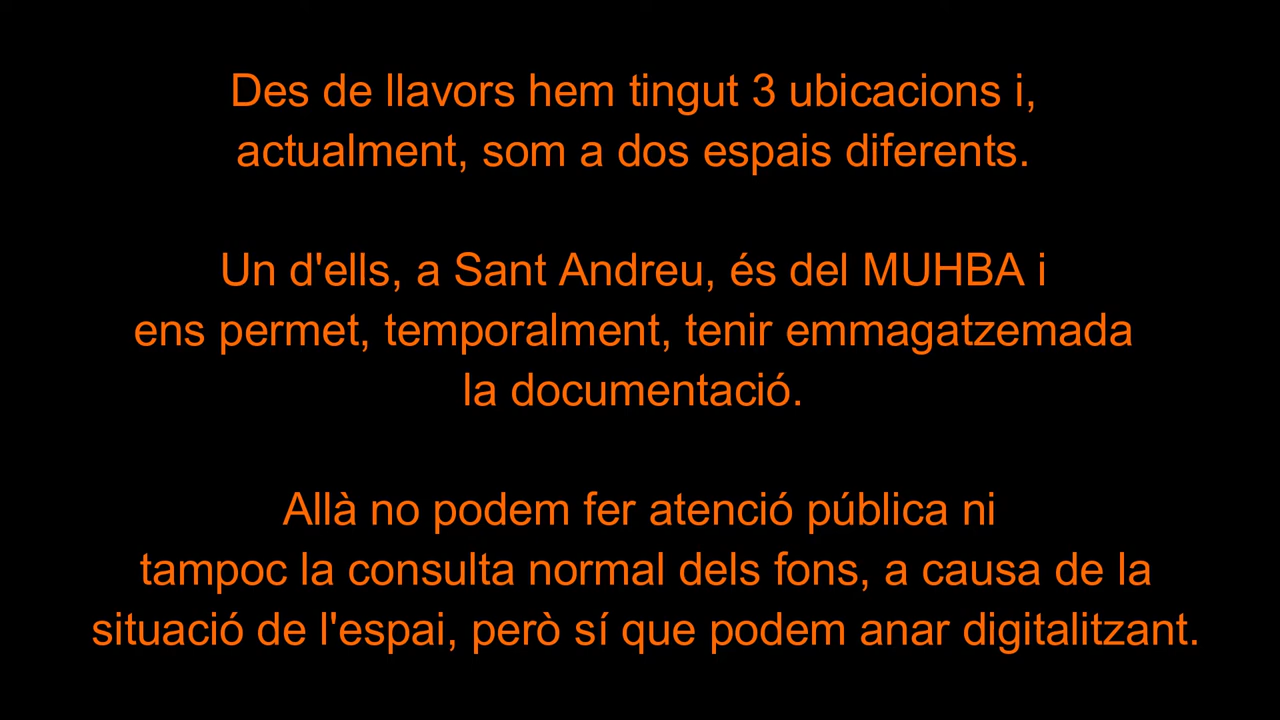 Des de llavors hem tingut 3 ubicacions i,
actualment, som a dos espais diferents.
Un d'ells, a Sant Andreu, és del MUHBA i
ens permet, temporalment, tenir emmagatzemada
la documentació.
Allà no podem fer atenció pública ni
tampoc la consulta normal dels fons, a causa de la
situació de l'espai, però sí que podem anar digitalitzant.